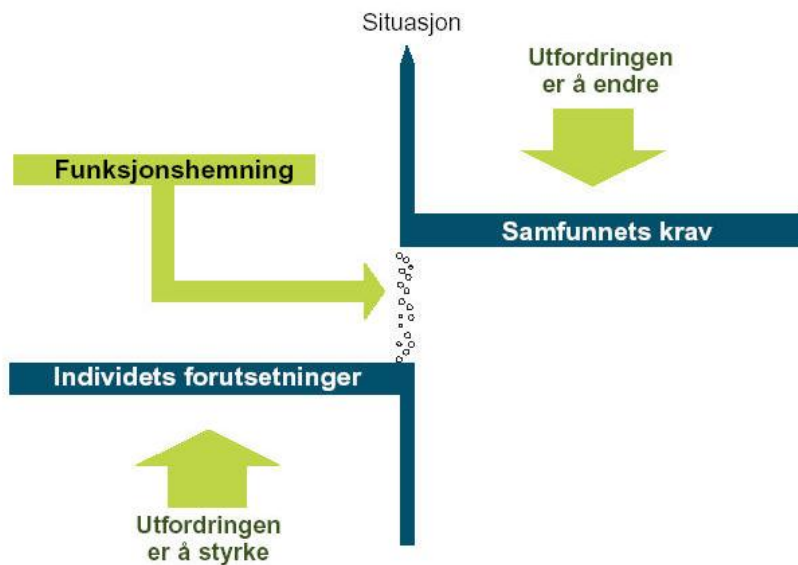 Situasjon
Utfordringen
er å endre
Funksjonshemning
Samfunnets krav
Individets forutsetninger
Utfordringen
er å styrke